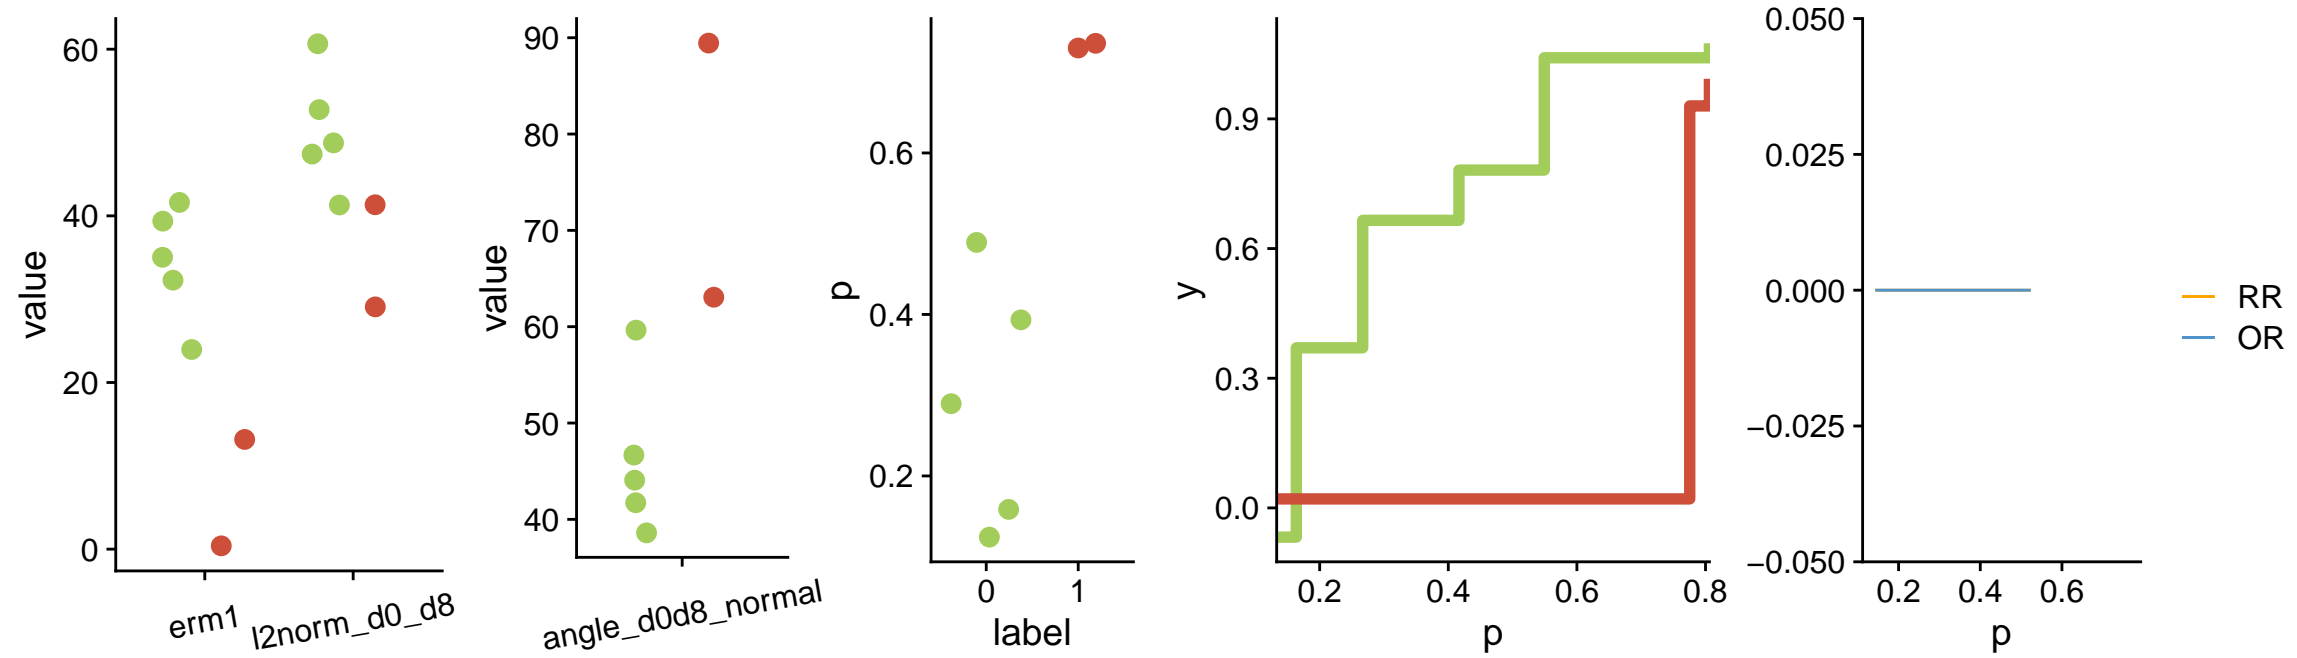 value
60
40
20
0
erm1
l2norm_d0_d8
value
90
80
70
60
50
40
angle_d0d8_normal
p
0.6
0.4
0.2
0
1
label
y
0.9
0.6
0.3
0.0
0.2
0.4
0.6
0.8
p
0.050
0.025
0.000
−0.025
−0.050
0.2
0.4
0.6
p
RR
OR